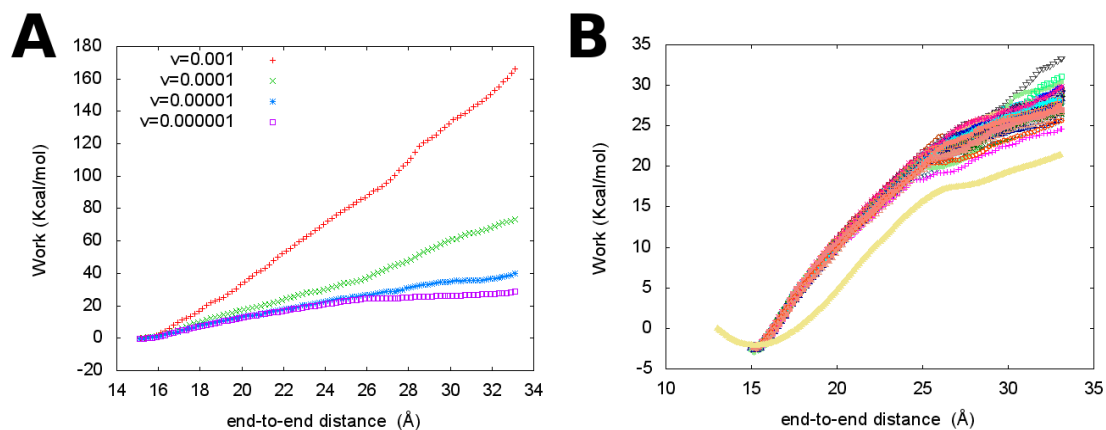 A
180
160
140
120
100
80
60
40
20
0
-20
14 16 18 20 22 24 26 28 30 32 34
Work (Kcal/mol)
end-to-end distance (Å)
v=0.001
v=0.0001
v=0.00001
v=0.000001
B
35
30
25
20
15
10
5
0
-5
10 15 20 25 30 35
Work (Kcal/mol)
end-to-end distance (Å)